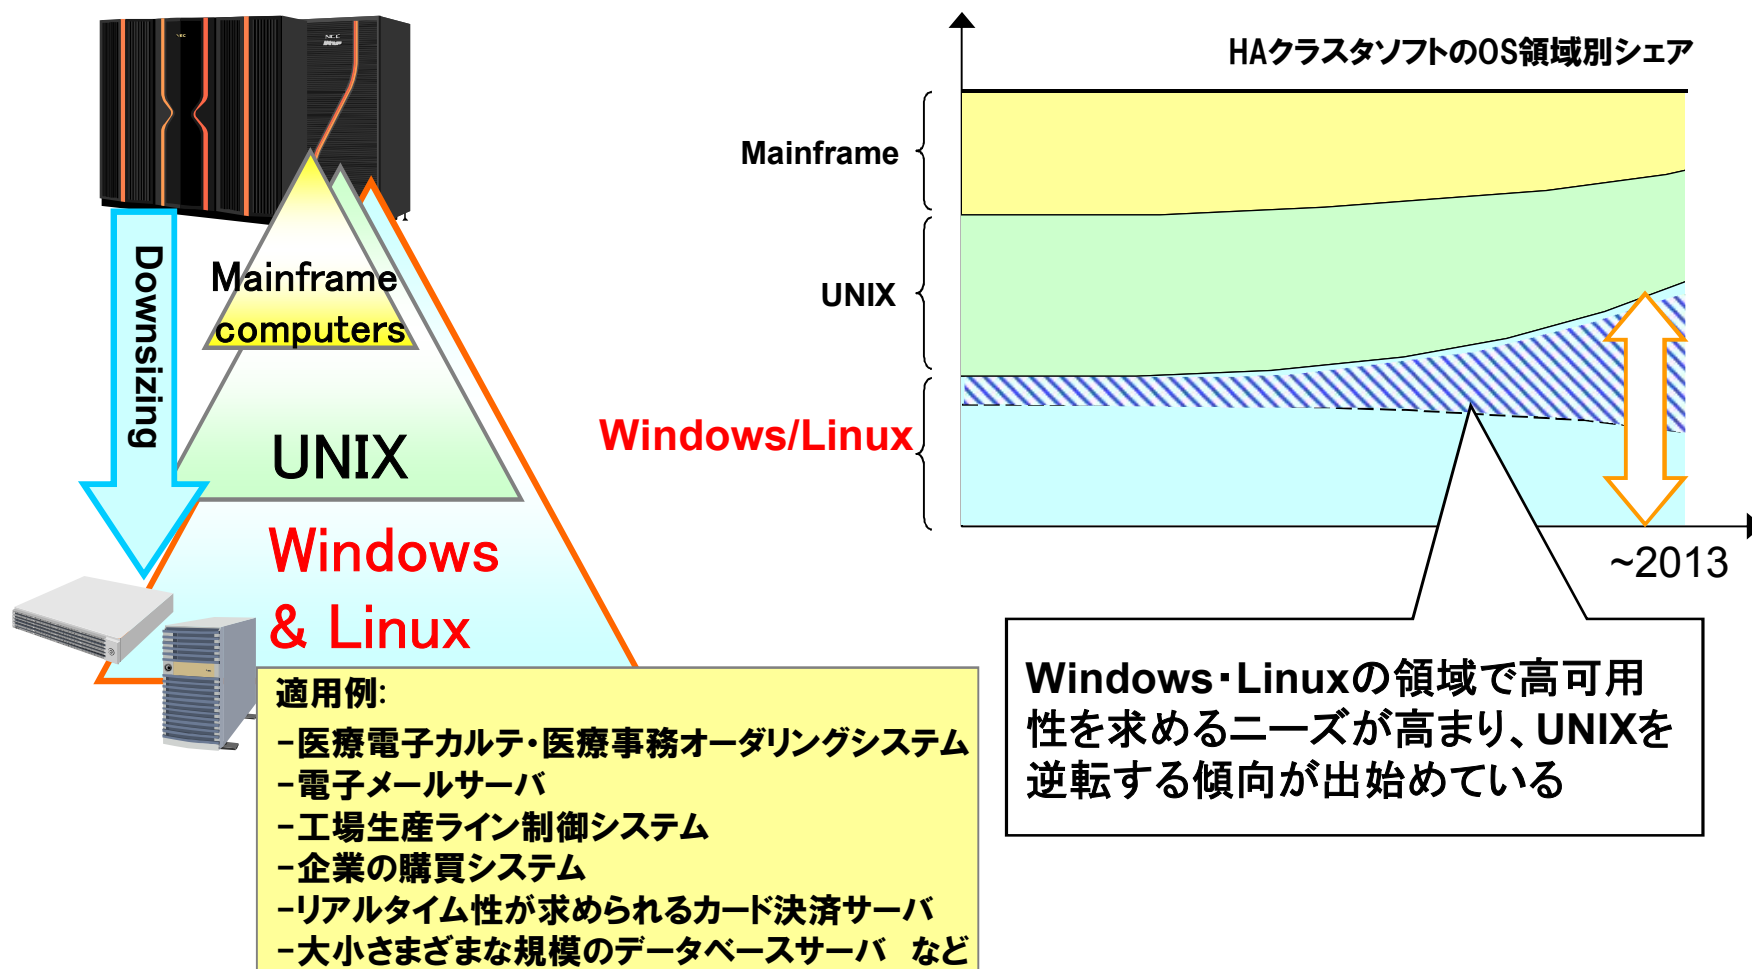 NEC
NEC
Downsizing
Mainframe
computers
UNIX
Windows
& Linux
適用例:
-医療電子カルテ・医療事務オーダリングシステム
-電子メールサーバ
-工場生産ライン制御システム
-企業の購買システム
-リアルタイム性が求められるカード決済サーバ
-大小さまざまな規模のデータベースサーバ など
HAクラスタソフトのOS領域別シェア
Mainframe
UNIX
Windows/Linux
~2013
Windows・Linuxの領域で高可用
性を求めるニーズが高まり、UNIXを
逆転する傾向が出始めている